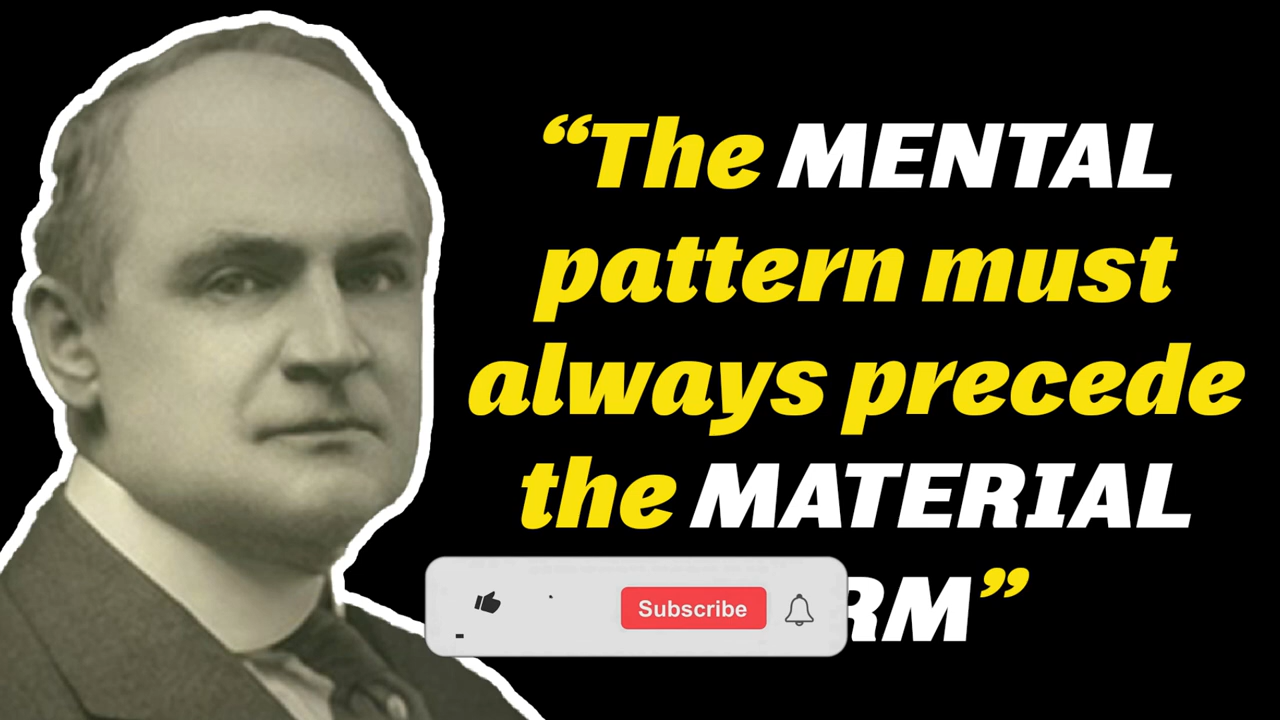 “The MENTAL
pattern must
always precede
the MATERIAL
RM”
Subscribe